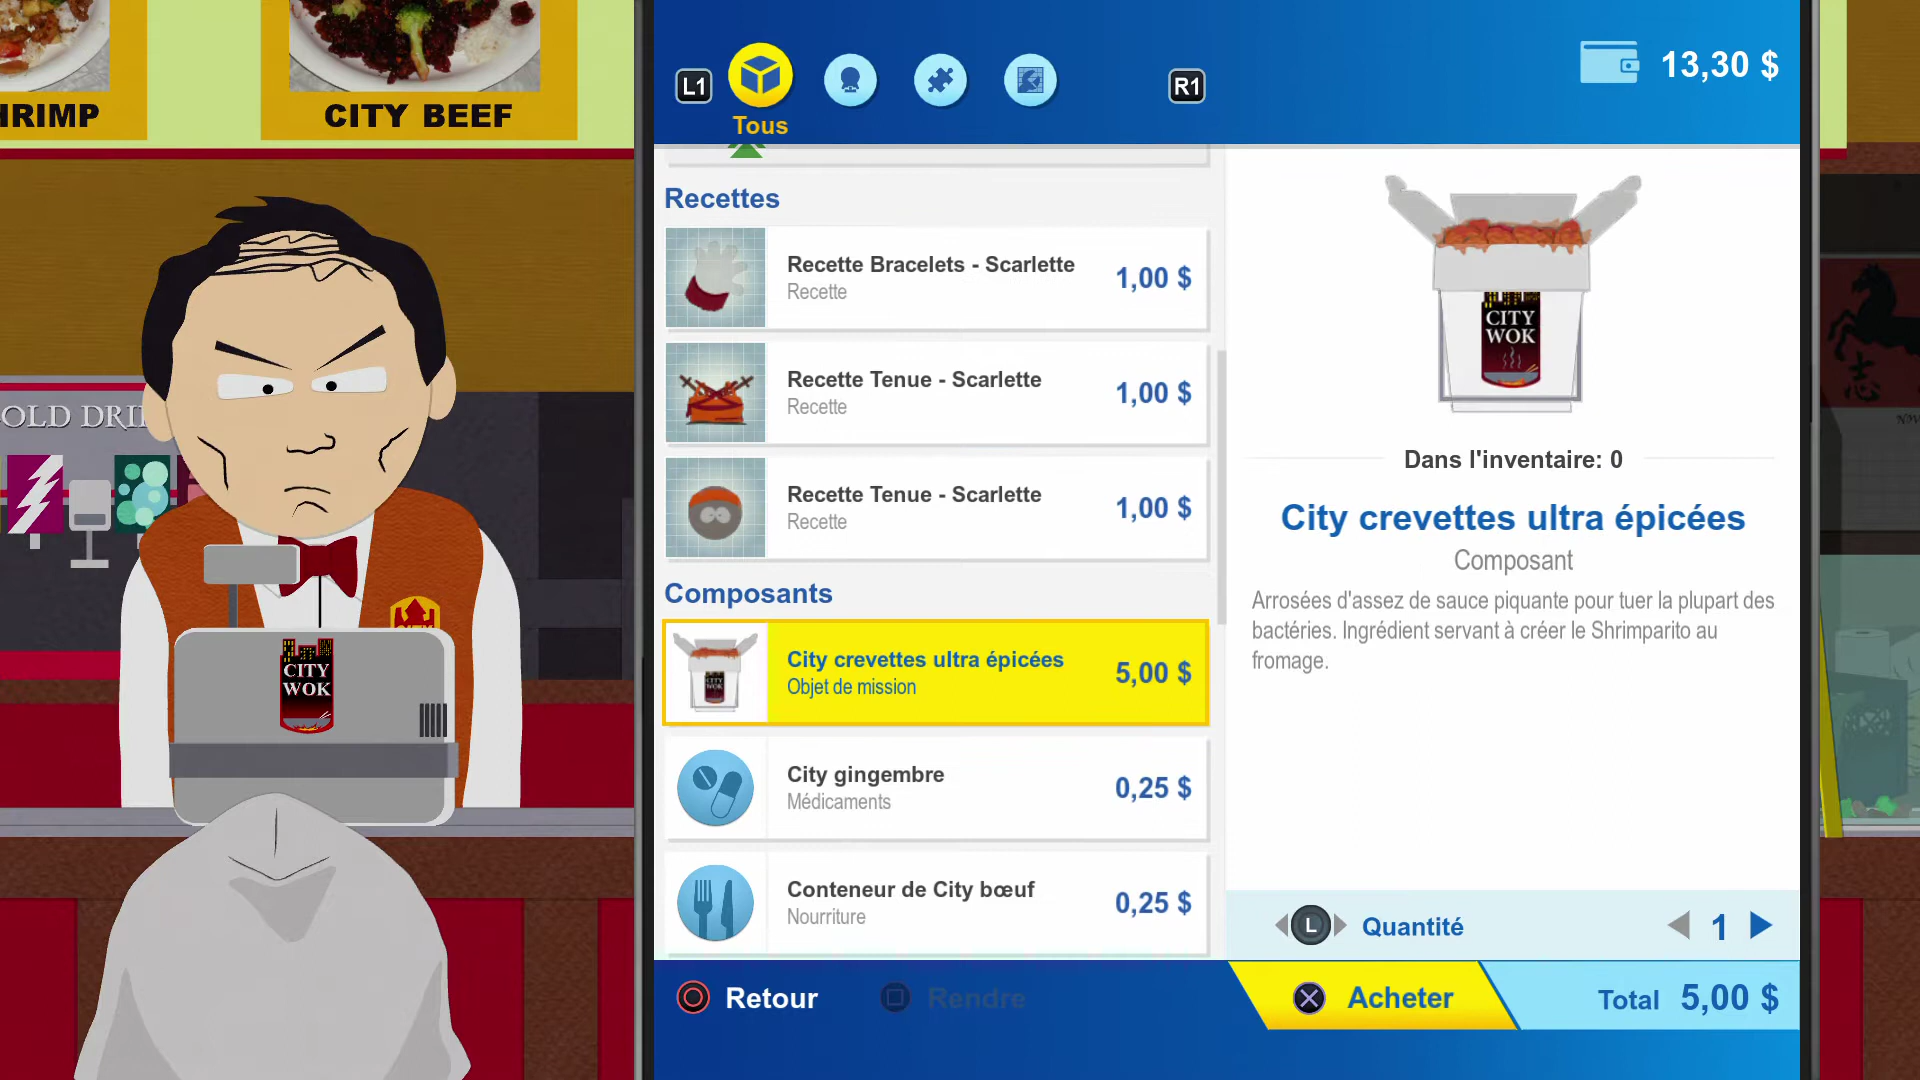 HRIMP
CITY BEEF
OLD DRI
CITY
WOK
L1
Tous
R1
13,30 $
Recettes
Recette Bracelets - Scarlette
Recette
1,00 $
Recette Tenue - Scarlette
Recette
1,00 $
Recette Tenue - Scarlette
Recette
1,00 $
Composants
CITY
WOK
City crevettes ultra épicées
Objet de mission
5,00 $
City gingembre
Médicaments
0,25 $
Conteneur de City bœuf
Nourriture
0,25 $
CITY
WOK
Dans l'inventaire: 0
City crevettes ultra épicées
Composant
Arrosées d'assez de sauce piquante pour tuer la plupart des
bactéries. Ingrédient servant à créer le Shrimparito au
fromage.
L
Quantité
1
Retour
Rendre
Acheter
Total 5,00 $
志